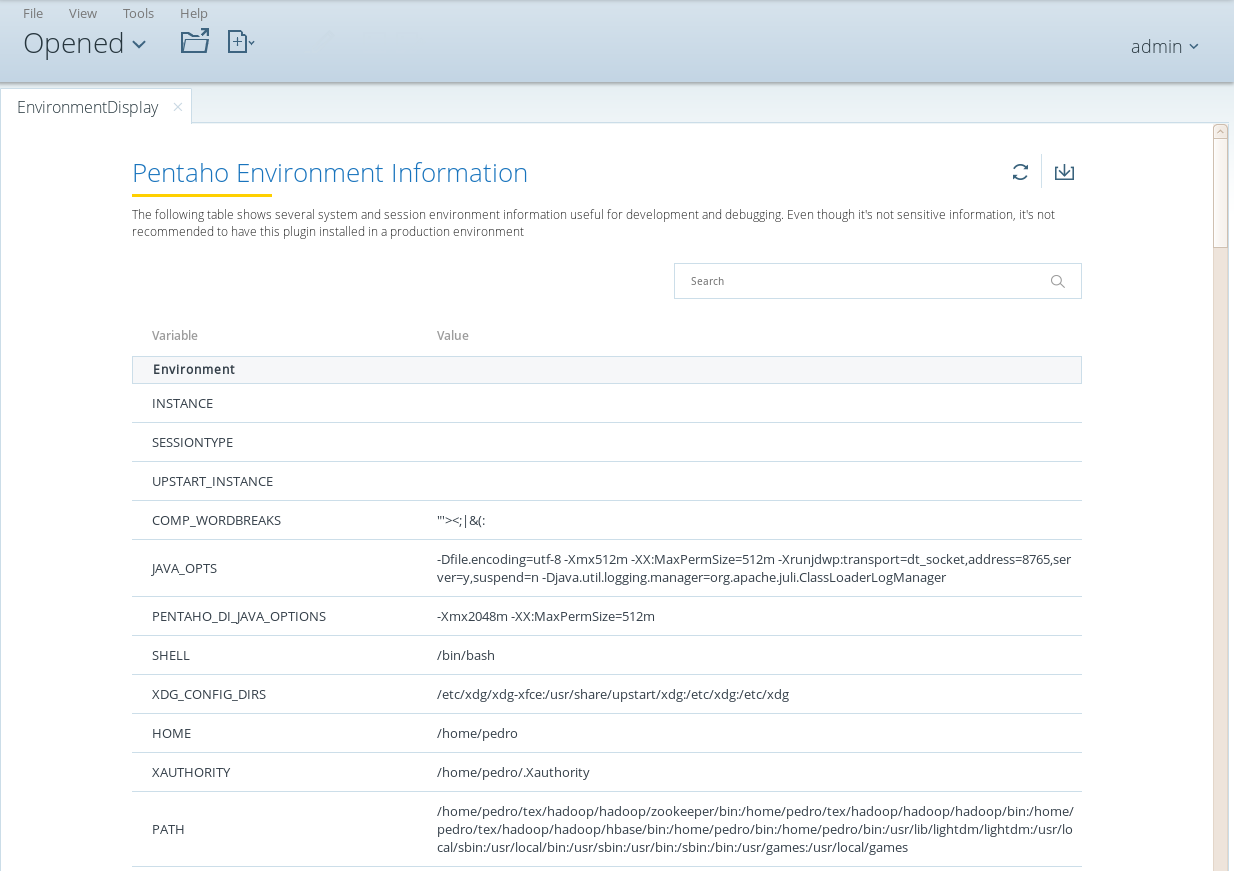 File View Tools Help
Opened
admin
EnvironmentDisplay ×
Pentaho Environment Information
The following table shows several system and session environment information useful for development and debugging. Even though it's not sensitive information, it's not
recommended to have this plugin installed in a production environment
Search
Variable Value
Environment
INSTANCE
SESSIONTYPE
UPSTART_INSTANCE
COMP_WORDBREAKS "'><;|&(:
JAVA_OPTS -Dfile.encoding=utf-8 -Xmx512m -XX:MaxPermSize=512m -Xrunjdwp:transport=dt_socket,address=8765,ser
ver=y,suspend=n -Djava.util.logging.manager=org.apache.juli.ClassLoaderLogManager
PENTAHO_DI_JAVA_OPTIONS -Xmx2048m -XX:MaxPermSize=512m
SHELL /bin/bash
XDG_CONFIG_DIRS /etc/xdg/xdg-xfce:/usr/share/upstart/xdg:/etc/xdg:/etc/xdg
HOME /home/pedro
XAUTHORITY /home/pedro/.Xauthority
PATH /home/pedro/tex/hadoop/hadoop/zookeeper/bin:/home/pedro/tex/hadoop/hadoop/hadoop/bin:/home/
pedro/tex/hadoop/hadoop/hbase/bin:/home/pedro/bin:/home/pedro/bin:/usr/lib/lightdm/lightdm:/usr/lo
cal/sbin:/usr/local/bin:/usr/sbin:/usr/bin:/sbin:/bin:/usr/games:/usr/local/games